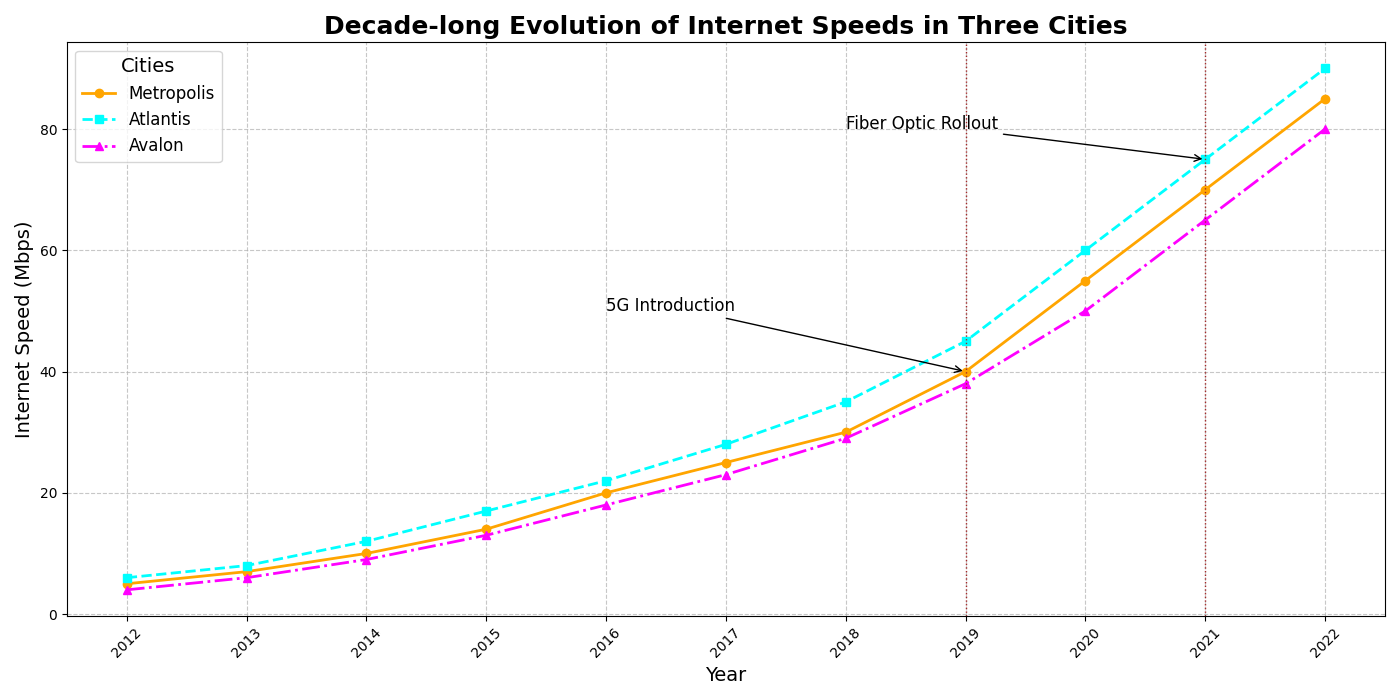 Decade-long Evolution of Internet Speeds in Three Cities
Cities
Metropolis
Atlantis
Avalon
Fiber Optic Rollout
5G Introduction
Internet Speed (Mbps)
80
60
40
20
0
2012
2013
2014
2015
2016
2017
2018
2019
2020
2021
2022
Year